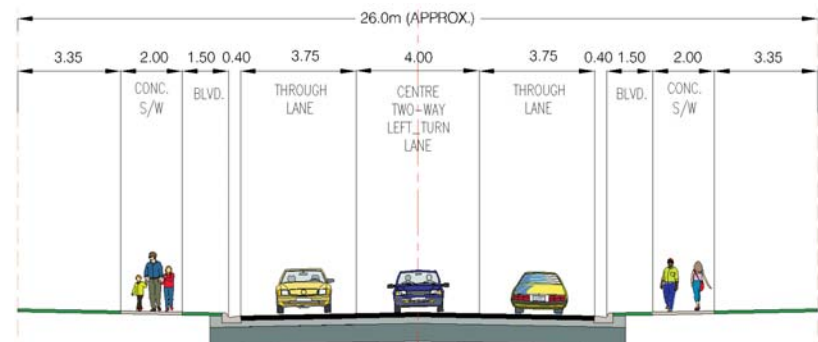 26.0m (APPROX.)
3.35 2.00 1.50 0.40 3.75 4.00 3.75 0.40 1.50 2.00 3.35
CONC.
S/W
BLVD.
THROUGH
LANE
CENTRE
TWO-WAY
LEFT TURN
LANE
THROUGH
LANE
BLVD.
CONC.
S/W